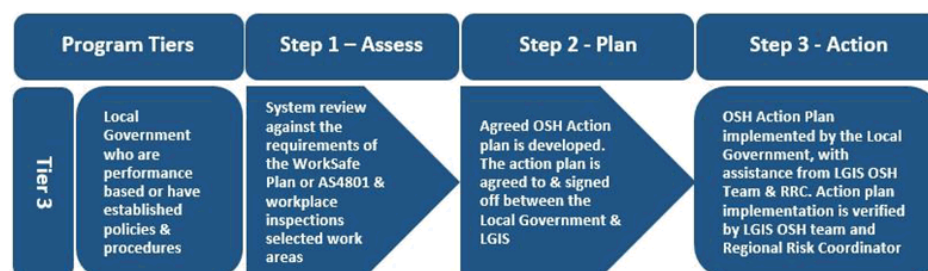 Program Tiers
Step 1 – Assess
Step 2 - Plan
Step 3 - Action
Tier 3
Local
Government
who are
performance
based or have
established
policies &
procedures
System review
against the
requirements of
the WorkSafe
Plan or AS4801 &
workplace
inspections
selected work
areas
Agreed OSH Action
plan is developed.
The action plan is
agreed to & signed
off between the
Local Government &
LGIS
OSH Action Plan
implemented by the Local
Government, with
assistance from LGIS OSH
Team & RRC. Action plan
implementation is verified
by LGIS OSH team and
Regional Risk Coordinator